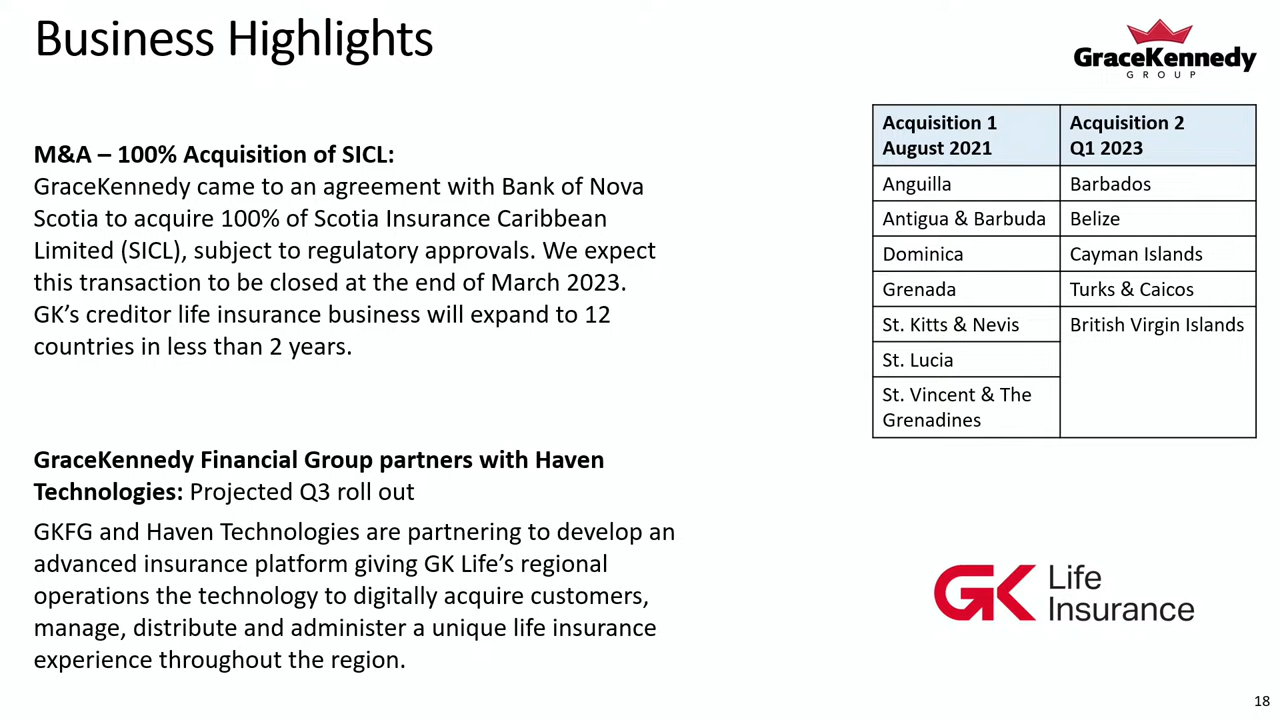 Business Highlights
GraceKennedy
GROUP
M&A – 100% Acquisition of SICL:
GraceKennedy came to an agreement with Bank of Nova
Scotia to acquire 100% of Scotia Insurance Caribbean
Limited (SICL), subject to regulatory approvals. We expect
this transaction to be closed at the end of March 2023.
GK’s creditor life insurance business will expand to 12
countries in less than 2 years.
Acquisition 1 Acquisition 2
August 2021 Q1 2023
Anguilla Barbados
Antigua & Barbuda Belize
Dominica Cayman Islands
Grenada Turks & Caicos
St. Kitts & Nevis British Virgin Islands
St. Lucia
St. Vincent & The
Grenadines
GraceKennedy Financial Group partners with Haven
Technologies: Projected Q3 roll out
GKFG and Haven Technologies are partnering to develop an
advanced insurance platform giving GK Life’s regional
operations the technology to digitally acquire customers,
manage, distribute and administer a unique life insurance
experience throughout the region.
GK Life
Insurance
18